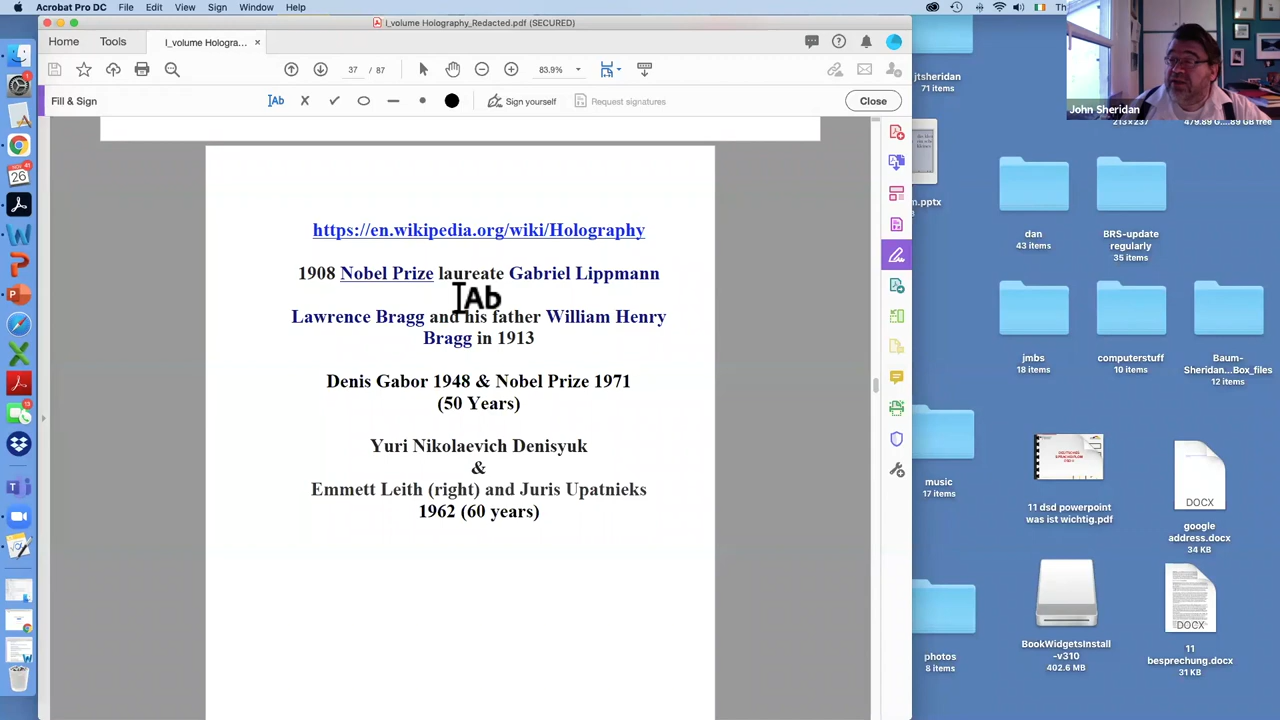 Acrobat Pro DC File Edit View Sign Window Help
I_volume Holography_Redacted.pdf (SECURED)
Home Tools I_volume Hologra... ×
37 / 87 83.9%
Fill & Sign Ab Sign yourself Request signatures Close
https://en.wikipedia.org/wiki/Holography
1908 Nobel Prize laureate Gabriel Lippmann
Ab
Lawrence Bragg and his father William Henry
Bragg in 1913
Denis Gabor 1948 & Nobel Prize 1971
(50 Years)
Yuri Nikolaevich Denisyuk
&
Emmett Leith (right) and Juris Upatnieks
1962 (60 years)
John Sheridan
jtsheridan
71 items
m.pptx
dan
43 items
BRS-update
regularly
35 items
jmbs
18 items
computerstuff
10 items
Baum-
Sheridan...Box_files
12 items
music
17 items
11 dsd powerpoint
was ist wichtig.pdf
DOCX
google
address.docx
34 KB
photos
8 items
BookWidgetsInstall
-v310
402.6 MB
DOCX
11
besprechung.docx
31 KB